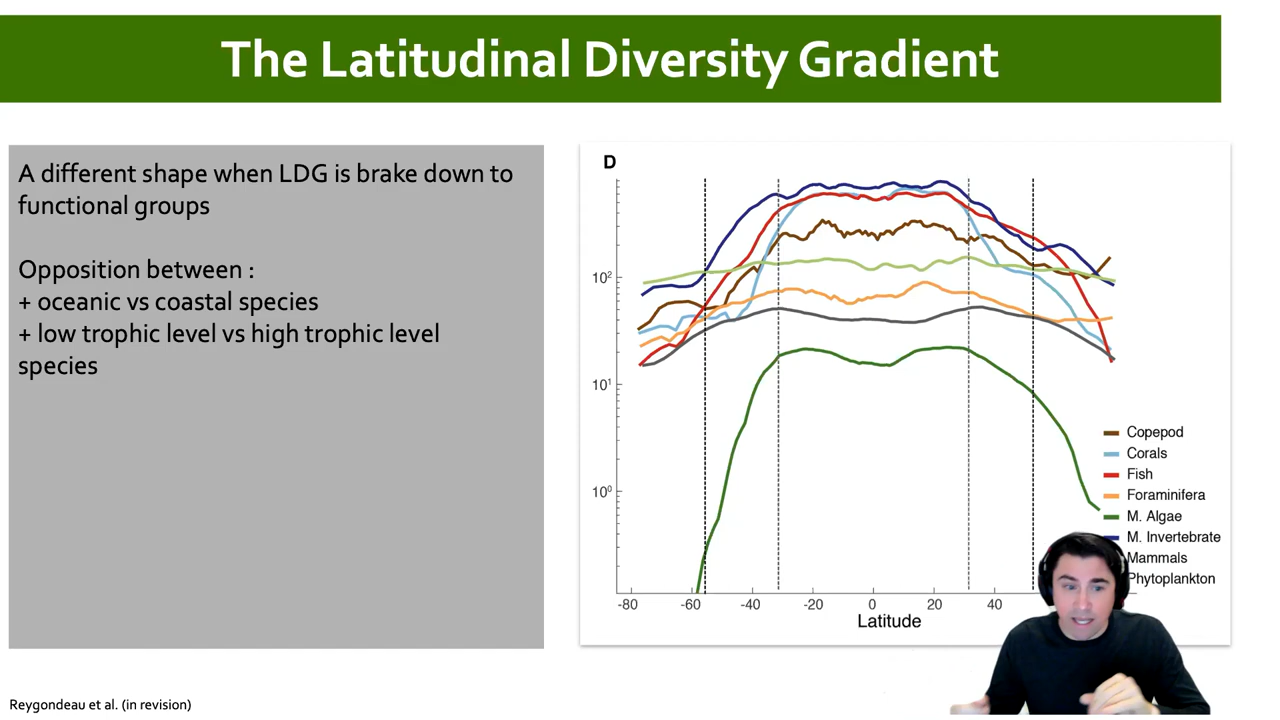 The Latitudinal Diversity Gradient
A different shape when LDG is brake down to
functional groups
Opposition between :
+ oceanic vs coastal species
+ low trophic level vs high trophic level
species
D
10²
10¹
10⁰
-80
-60
-40
-20
0
20
40
Latitude
Copepod
Corals
Fish
Foraminifera
M. Algae
M. Invertebrate
Mammals
Phytoplankton
Reygondeau et al. (in revision)